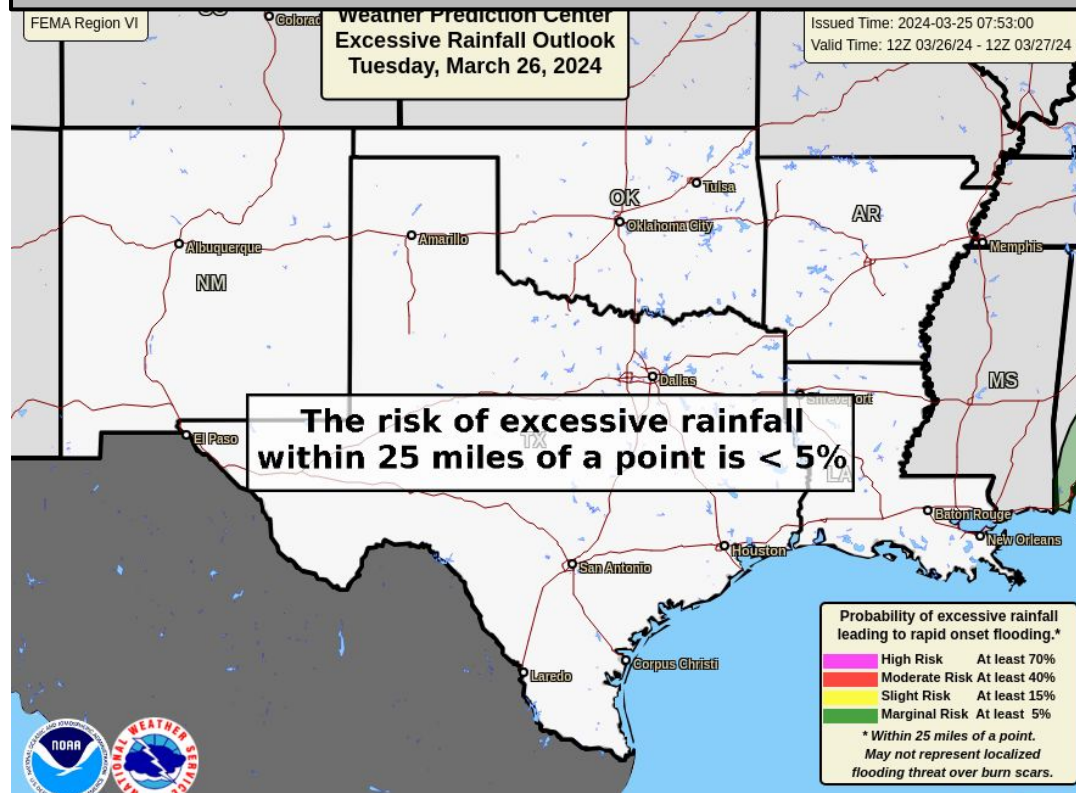 FEMA Region VI
Weather Prediction Center
Excessive Rainfall Outlook
Tuesday, March 26, 2024
Issued Time: 2024-03-25 07:53:00
Valid Time: 12Z 03/26/24 - 12Z 03/27/24
Tulsa
OK
Oklahoma City
AR
Albuquerque
Amarillo
Memphis
NM
Dallas
MS
Shreveport
The risk of excessive rainfall
within 25 miles of a point is < 5%
El Paso
TX
LA
Baton Rouge
New Orleans
Houston
San Antonio
Laredo
Corpus Christi
Probability of excessive rainfall
leading to rapid onset flooding.*
High Risk At least 70%
Moderate Risk At least 40%
Slight Risk At least 15%
Marginal Risk At least 5%
* Within 25 miles of a point.
May not represent localized
flooding threat over burn scars.
NOAA
NATIONAL WEATHER SERVICE